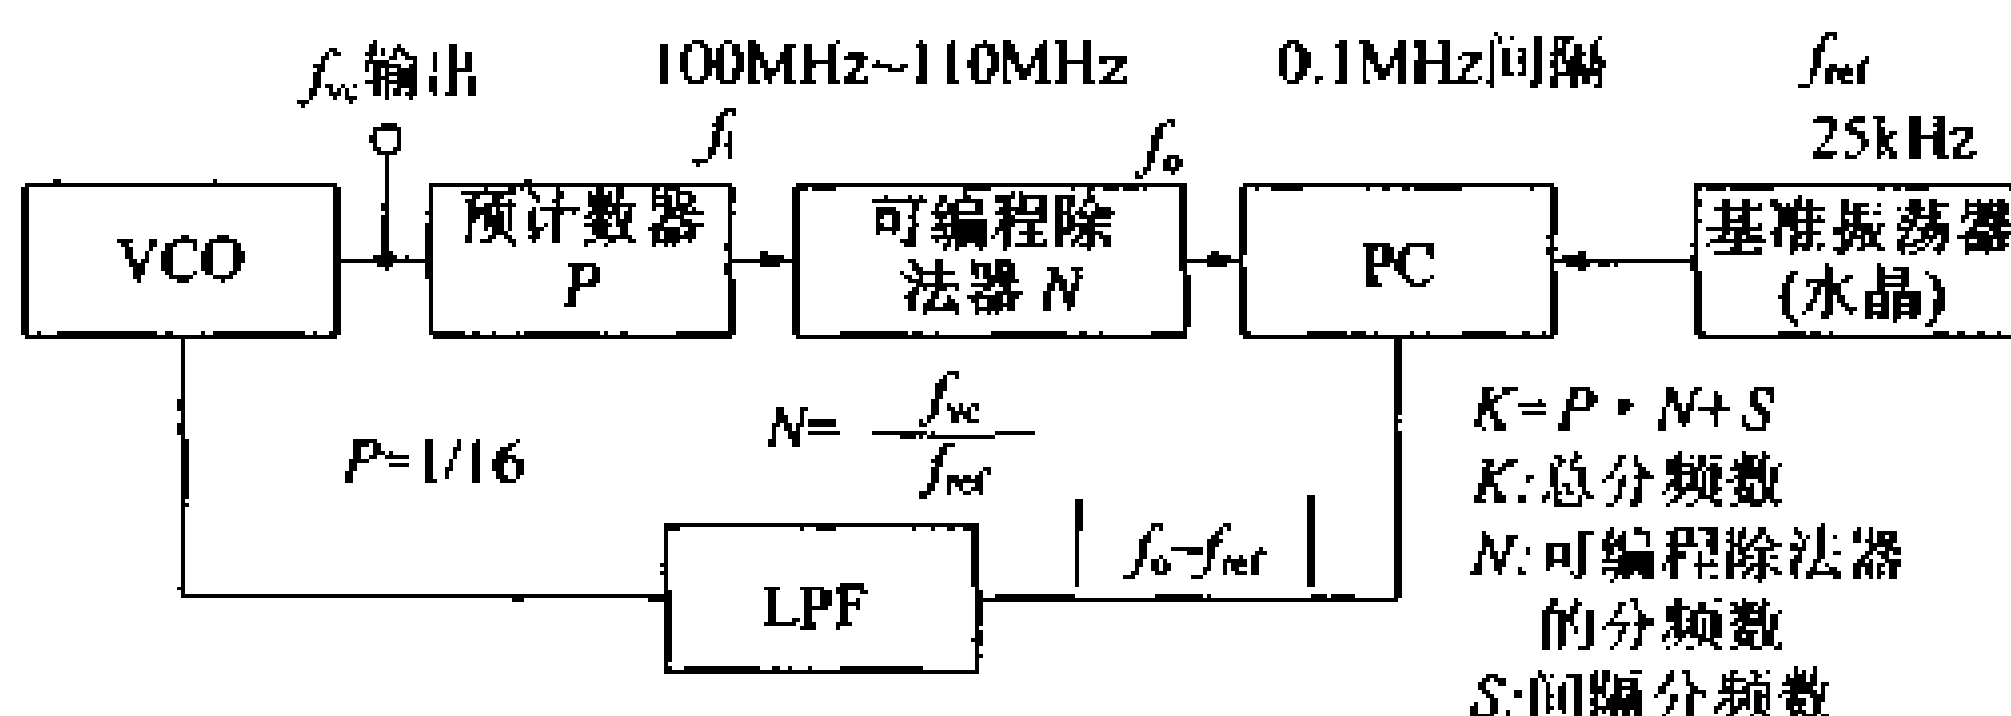 f_vc输出
100MHz~110MHz
0.1MHz间隔
f_ref
25kHz
f_i
f_o
VCO
预计数器
P
可编程除
法器 N
PC
基准振荡器
(水晶)
P=1/16
N= f_vc / f_ref
|f_o-f_ref|
LPF
K=P·N+S
K:总分频数
N:可编程除法器
的分频数
S:间隔分频数